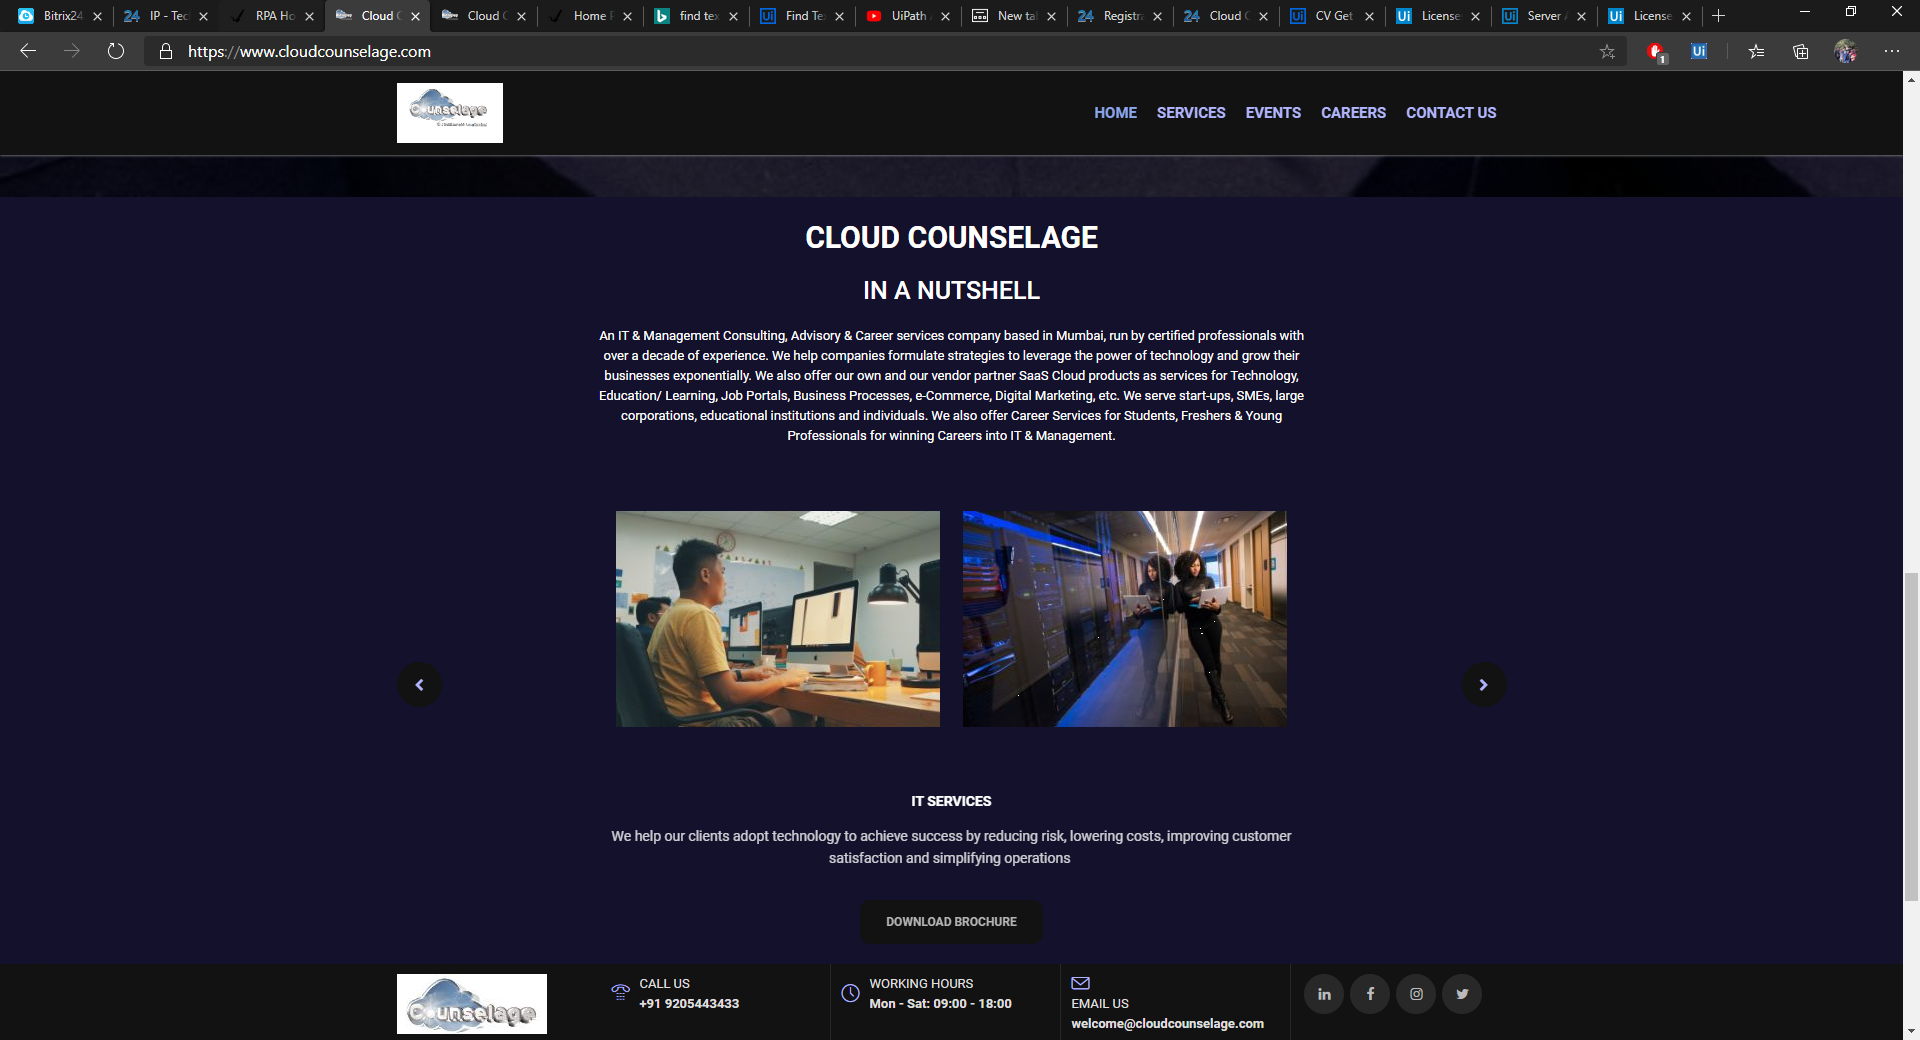 Bitrix24
IP - Tec
RPA Ho
Cloud C
Cloud C
Home P
find tex
Find Te
UiPath
New ta
Registra
Cloud C
CV Get
License
Server
License
https://www.cloudcounselage.com
1
Counselage
HOME
SERVICES
EVENTS
CAREERS
CONTACT US
CLOUD COUNSELAGE
IN A NUTSHELL
An IT & Management Consulting, Advisory & Career services company based in Mumbai, run by certified professionals with
over a decade of experience. We help companies formulate strategies to leverage the power of technology and grow their
businesses exponentially. We also offer our own and our vendor partner SaaS Cloud products as services for Technology,
Education/ Learning, Job Portals, Business Processes, e-Commerce, Digital Marketing, etc. We serve start-ups, SMEs, large
corporations, educational institutions and individuals. We also offer Career Services for Students, Freshers & Young
Professionals for winning Careers into IT & Management.
IT SERVICES
We help our clients adopt technology to achieve success by reducing risk, lowering costs, improving customer
satisfaction and simplifying operations
DOWNLOAD BROCHURE
Counselage
CALL US
+91 9205443433
WORKING HOURS
Mon - Sat: 09:00 - 18:00
EMAIL US
welcome@cloudcounselage.com